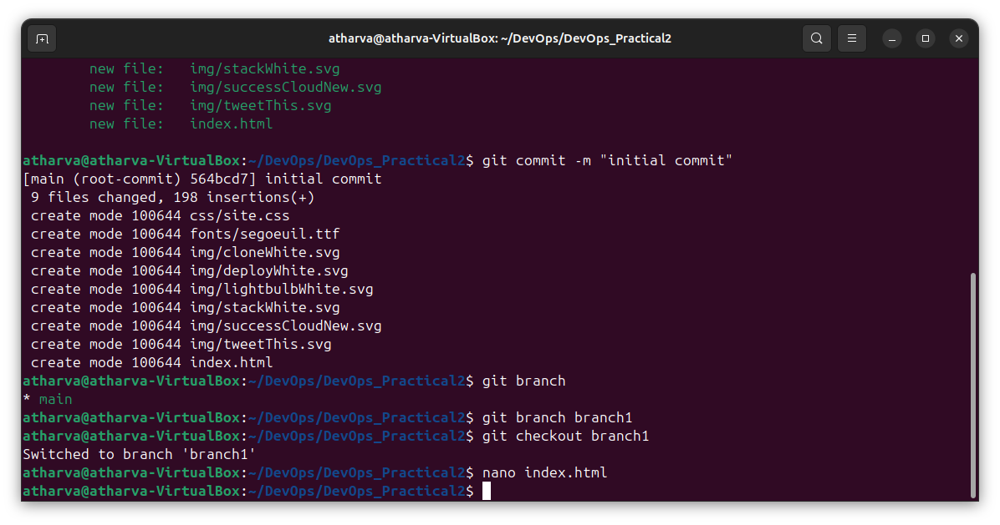 atharva@atharva-VirtualBox: ~/DevOps/DevOps_Practical2
new file:   img/stackWhite.svg
new file:   img/successCloudNew.svg
new file:   img/tweetThis.svg
new file:   index.html
atharva@atharva-VirtualBox:~/DevOps/DevOps_Practical2$ git commit -m "initial commit"
[main (root-commit) 564bcd7] initial commit
 9 files changed, 198 insertions(+)
 create mode 100644 css/site.css
 create mode 100644 fonts/segoeuil.ttf
 create mode 100644 img/cloneWhite.svg
 create mode 100644 img/deployWhite.svg
 create mode 100644 img/lightbulbWhite.svg
 create mode 100644 img/stackWhite.svg
 create mode 100644 img/successCloudNew.svg
 create mode 100644 img/tweetThis.svg
 create mode 100644 index.html
atharva@atharva-VirtualBox:~/DevOps/DevOps_Practical2$ git branch
* main
atharva@atharva-VirtualBox:~/DevOps/DevOps_Practical2$ git branch branch1
atharva@atharva-VirtualBox:~/DevOps/DevOps_Practical2$ git checkout branch1
Switched to branch 'branch1'
atharva@atharva-VirtualBox:~/DevOps/DevOps_Practical2$ nano index.html
atharva@atharva-VirtualBox:~/DevOps/DevOps_Practical2$